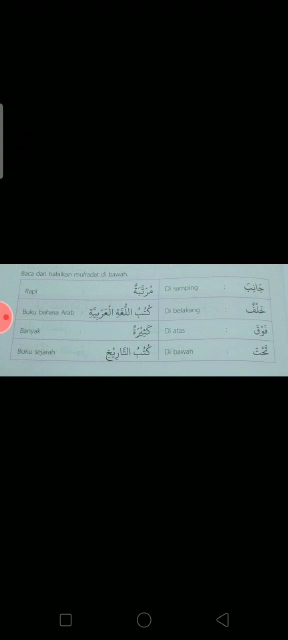 Baca dan hafalkan mufradat di bawah.
Rapi : مُرَتَّبَةٌ Di samping : جَانِبَ
Buku bahasa Arab : كُتُبُ اللُّغَةِ الْعَرَبِيَّةِ Di belakang : خَلْفَ
Banyak : كَثِيْرَةٌ Di atas : فَوْقَ
Buku sejarah : كُتُبُ التَّارِيْخِ Di bawah : تَحْتَ